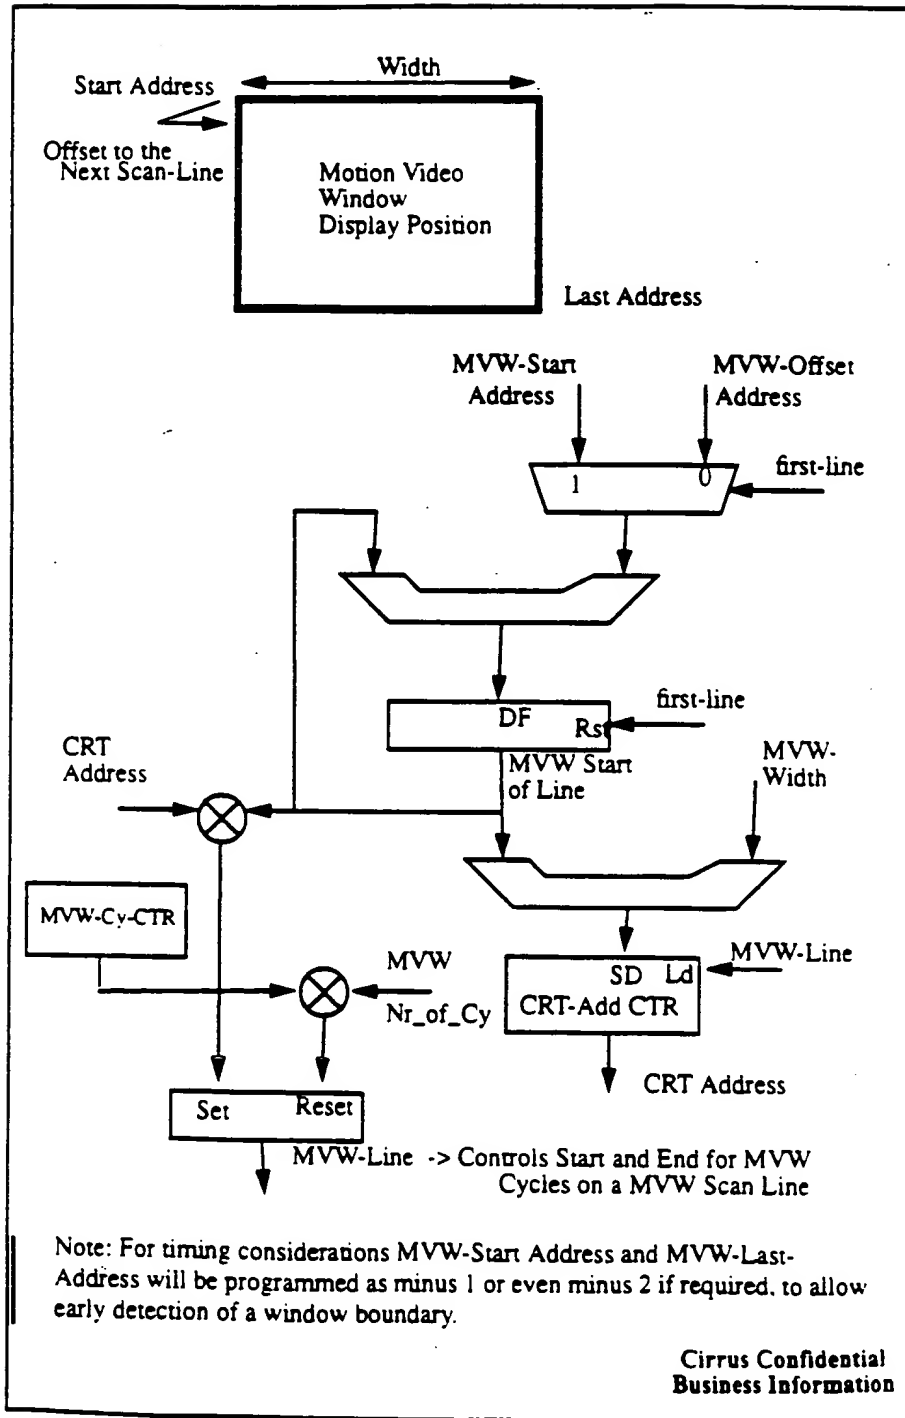 Width
Start Address
Offset to the
Next Scan-Line
Motion Video
Window
Display Position
Last Address
MVW-Start
Address
MVW-Offset
Address
1
0
first-line
DF
Rst
first-line
MVW Start
of Line
CRT
Address
MVW-
Width
MVW-Cy-CTR
MVW
Nr_of_Cy
MVW-Line
SD Ld
CRT-Add CTR
CRT Address
Set
Reset
MVW-Line -> Controls Start and End for MVW
Cycles on a MVW Scan Line
Note: For timing considerations MVW-Start Address and MVW-Last-
Address will be programmed as minus 1 or even minus 2 if required, to allow
early detection of a window boundary.
Cirrus Confidential
Business Information